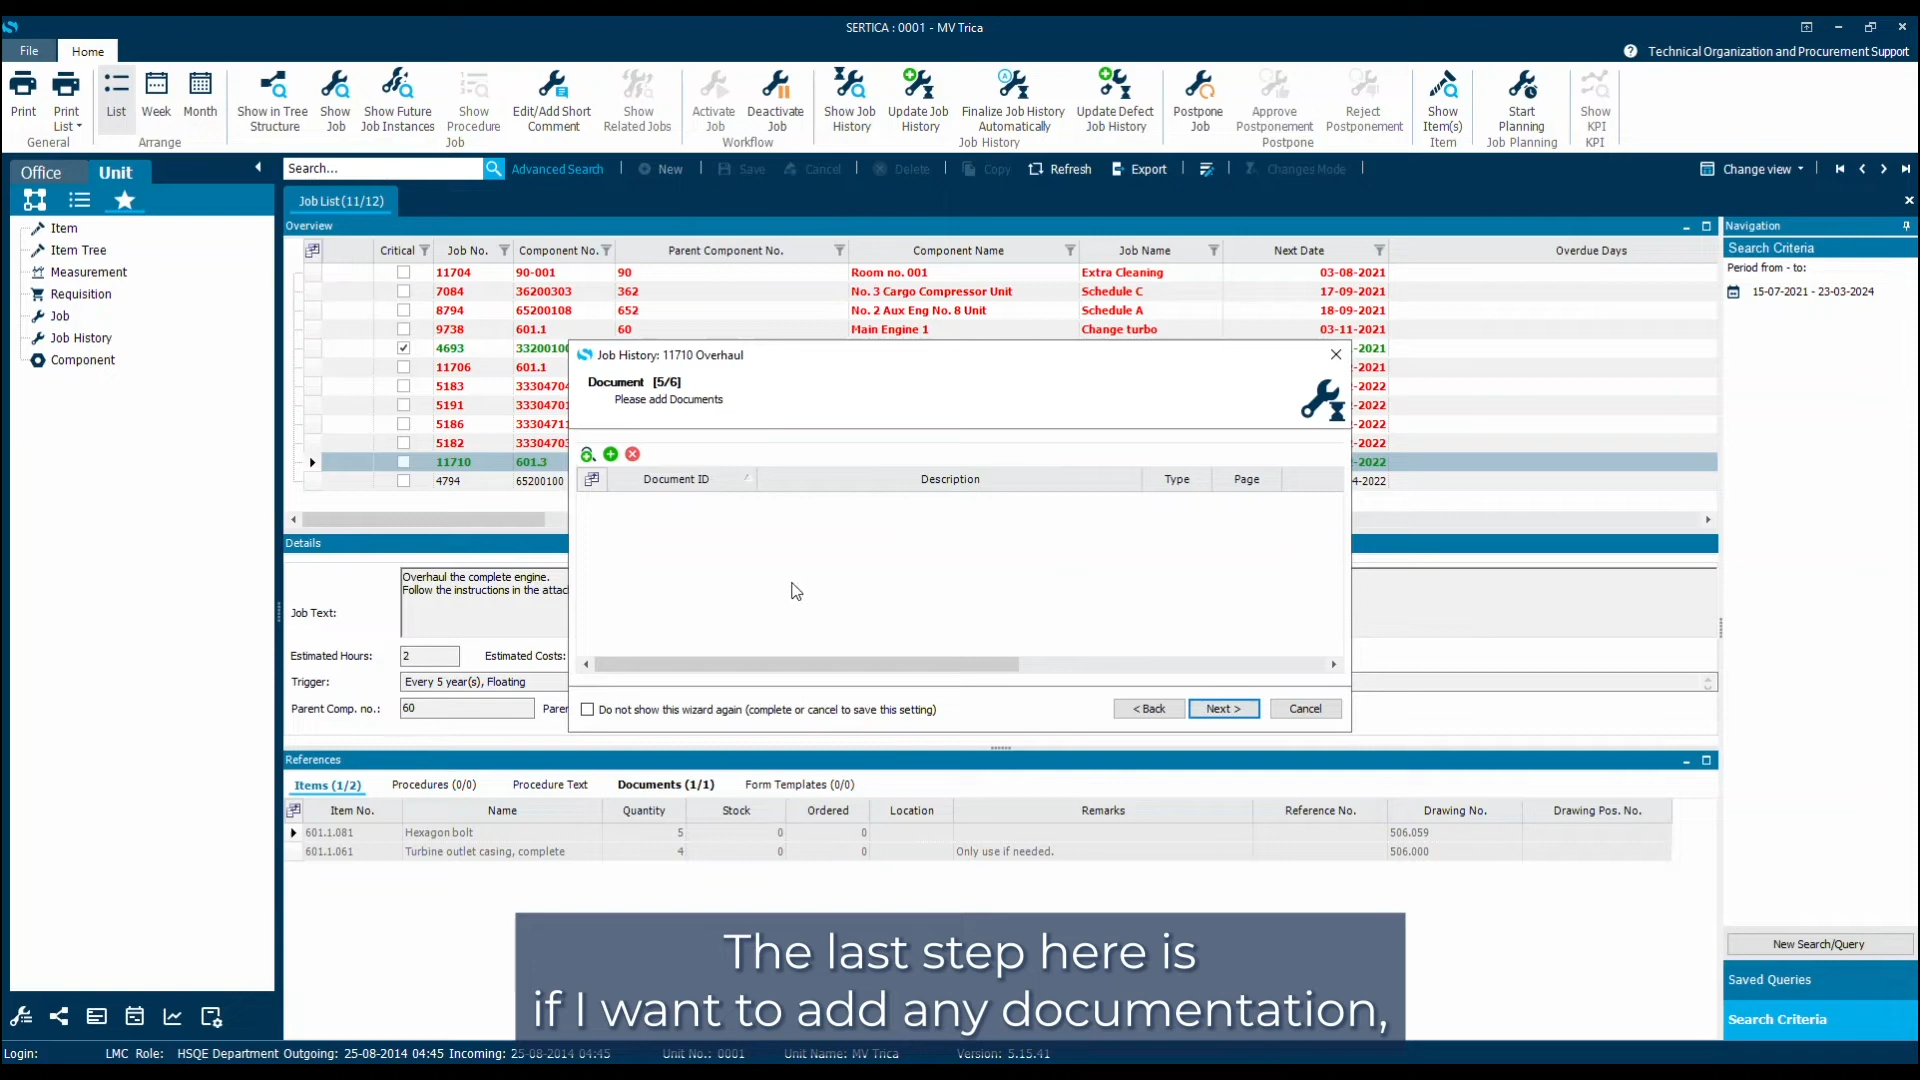 SERTICA : 0001 - MV Trica
File
Home
Technical Organization and Procurement Support
Print
Print List
List
Week
Month
Show in Tree Structure
Show Job
Show Future Job Instances
Show Procedure
Edit/Add Short Comment
Show Related Jobs
Activate Job
Deactivate Job
Show Job History
Update Job History
Finalize Job History Automatically
Update Defect Job History
Postpone Job
Approve Postponement
Reject Postponement
Show Item(s)
Start Planning
Show KPI
General
Arrange
Job
Workflow
Job History
Postpone
Item
Job Planning
KPI
Office
Unit
Search...
Advanced Search
New
Save
Cancel
Delete
Copy
Refresh
Export
Changes Mode
Change view
Item
Item Tree
Measurement
Requisition
Job
Job History
Component
Job List (11/12)
Overview
Critical Job No. Component No. Parent Component No. Component Name Job Name Next Date Overdue Days
11704 90-001 90 Room no. 001 Extra Cleaning 03-08-2021
7084 36200303 362 No. 3 Cargo Compressor Unit Schedule C 17-09-2021
8794 65200108 652 No. 2 Aux Eng No. 8 Unit Schedule A 18-09-2021
9738 601.1 60 Main Engine 1 Change turbo 03-11-2021
4693 33200100 -2021
11706 601.1 -2021
5183 33304704 -2022
5191 33304701 -2022
5186 33304711 -2022
5182 33304703 -2022
11710 601.3 -2022
4794 65200100 4-2022
Navigation
Search Criteria
Period from - to:
15-07-2021 - 23-03-2024
Job History: 11710 Overhaul
Document [5/6]
Please add Documents
Document ID Description Type Page
Do not show this wizard again (complete or cancel to save this setting)
< Back
Next >
Cancel
Details
Job Text:
Overhaul the complete engine.
Follow the instructions in the attac
Estimated Hours: 2 Estimated Costs:
Trigger: Every 5 year(s), Floating
Parent Comp. no.: 60 Parer
References
Items (1/2) Procedures (0/0) Procedure Text Documents (1/1) Form Templates (0/0)
Item No. Name Quantity Stock Ordered Location Remarks Reference No. Drawing No. Drawing Pos. No.
601.1.081 Hexagon bolt 5 0 0 506.059
601.1.061 Turbine outlet casing, complete 4 0 0 Only use if needed. 506.000
New Search/Query
Saved Queries
Search Criteria
The last step here is
if I want to add any documentation,
Login: LMC Role: HSQE Department Outgoing: 25-08-2014 04:45 Incoming: 25-08-2014 04:45 Unit No.: 0001 Unit Name: MV Trica Version: 5.15.41